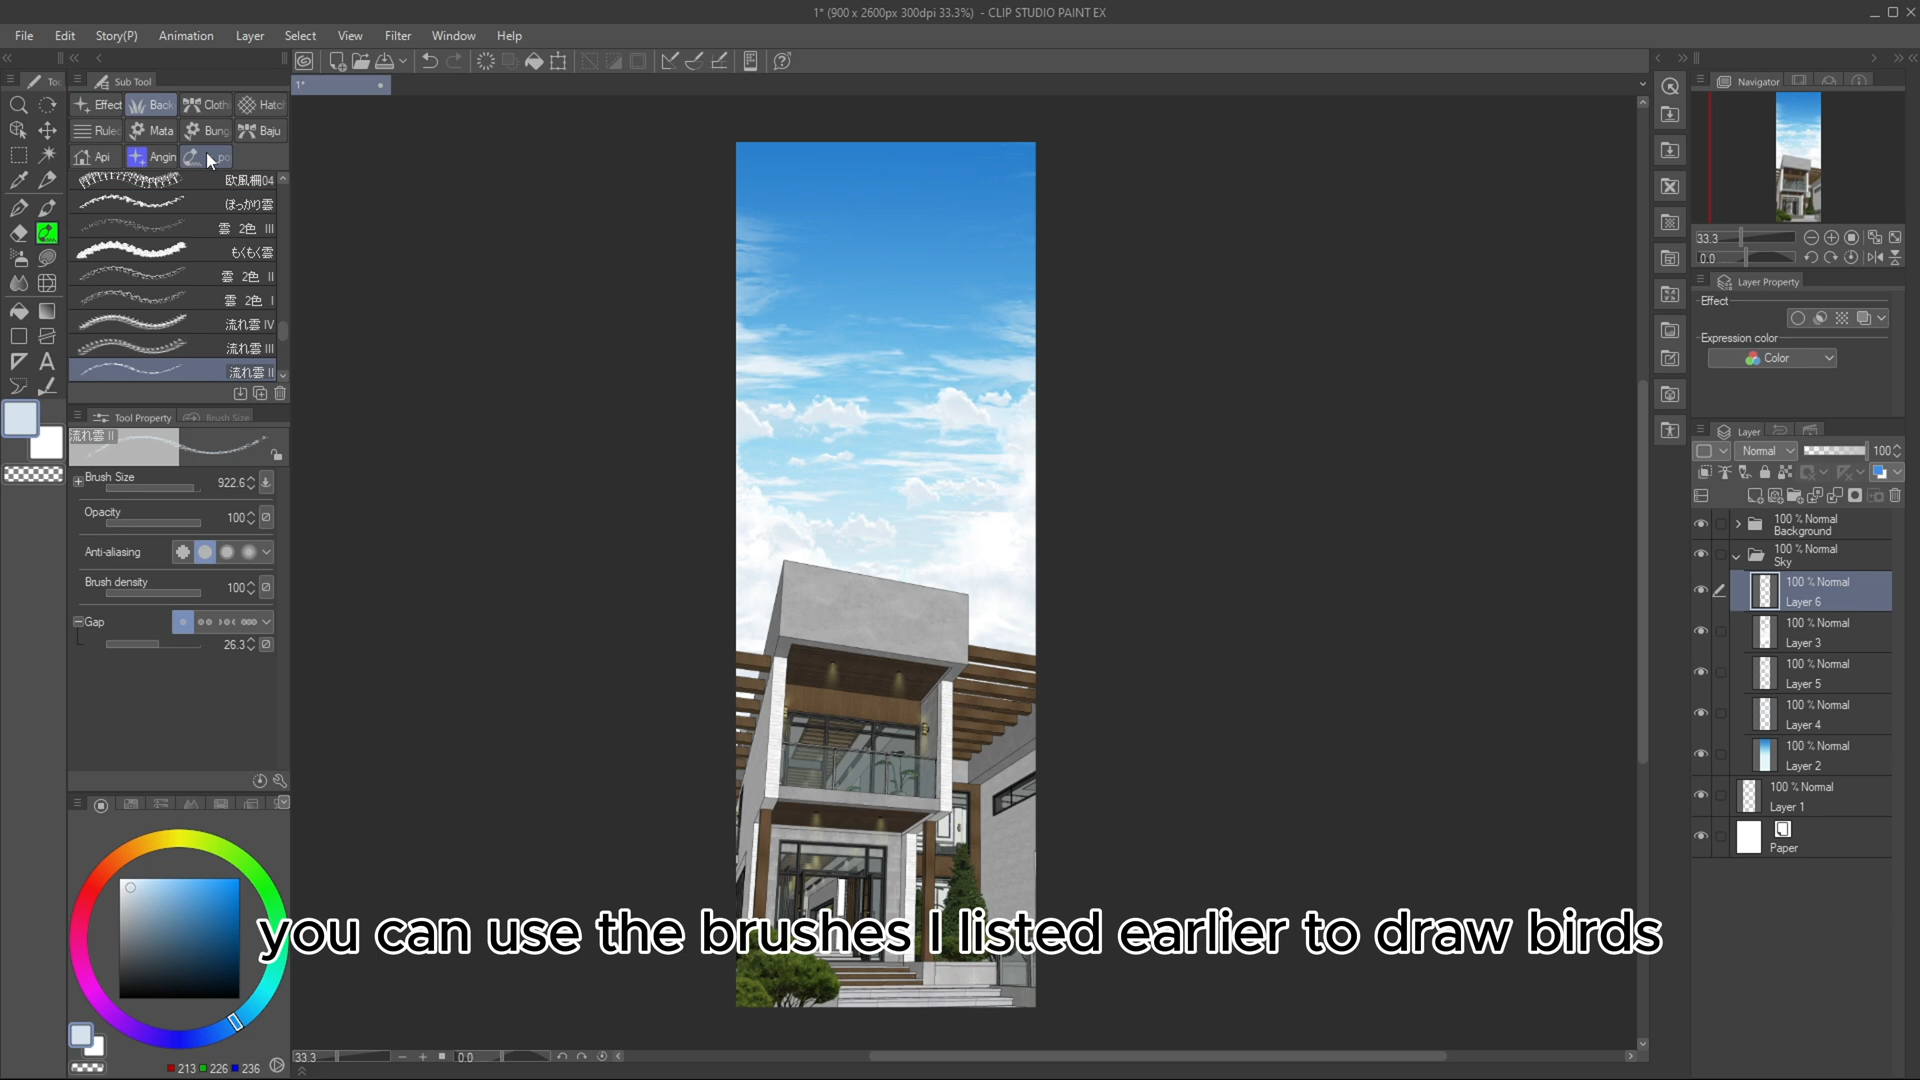 1* (900 x 2600px 300dpi 33.3%) - CLIP STUDIO PAINT EX
File Edit Story(P) Animation Layer Select View Filter Window Help
Sub Tool
1*
Navigator
Effect Back Cloth Hatc
Rule Mata Bung Baju
Api Angin
欧風柵04
ぽっかり雲
雲 2色 III
もくもく雲
雲 2色 II
雲 2色 I
流れ雲 IV
流れ雲 III
流れ雲 II
Tool Property Brush Size
流れ雲 II
Brush Size 922.6
Opacity 100
Anti-aliasing
Brush density 100
Gap
26.3
213 226 236
33.3 0.0
33.3
0.0
Layer Property
Effect
Expression color
Color
Layer
Normal 100
100 % Normal
Background
100 % Normal
Sky
100 % Normal
Layer 6
100 % Normal
Layer 3
100 % Normal
Layer 5
100 % Normal
Layer 4
100 % Normal
Layer 2
100 % Normal
Layer 1
Paper
you can use the brushes I listed earlier to draw birds